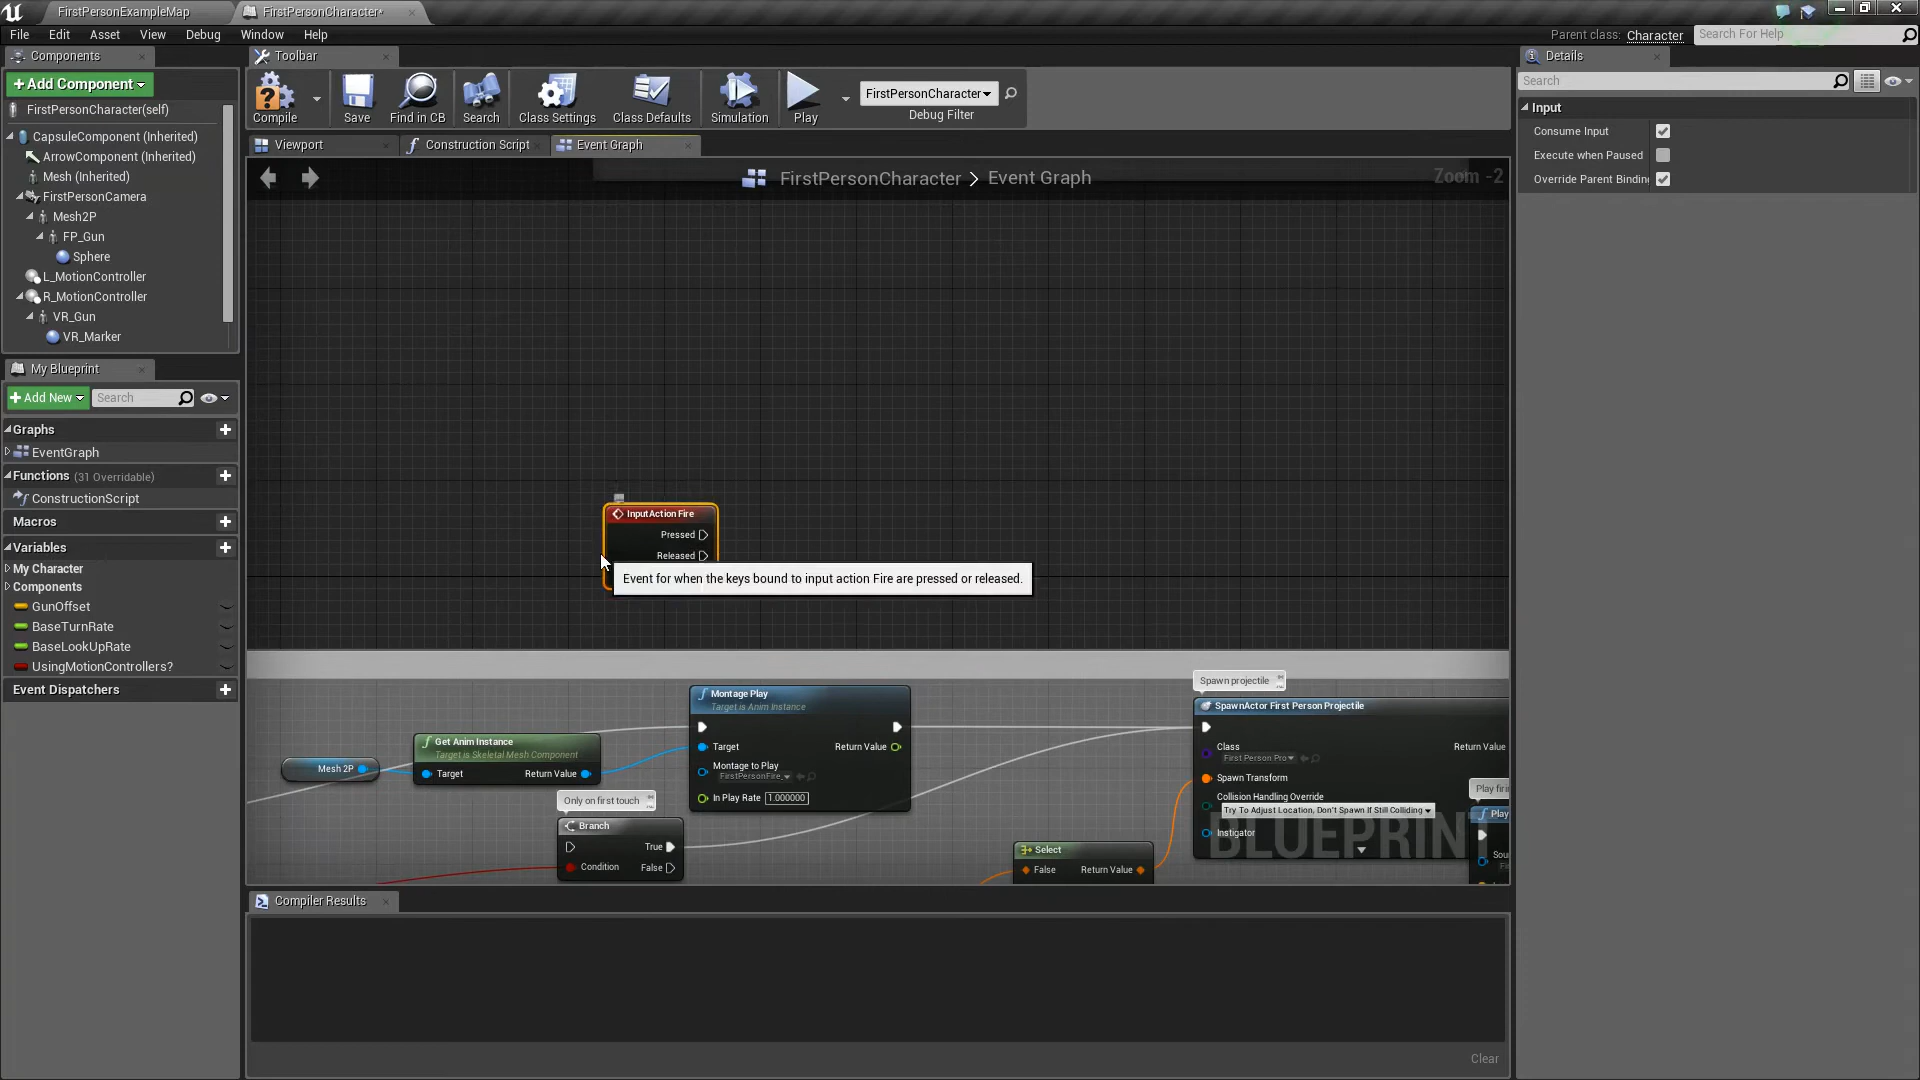 FirstPersonExampleMap
FirstPersonCharacter*
File Edit Asset View Debug Window Help
Parent class: Character
Search For Help
Components
+Add Component
FirstPersonCharacter(self)
CapsuleComponent (Inherited)
ArrowComponent (Inherited)
Mesh (Inherited)
FirstPersonCamera
Mesh2P
FP_Gun
Sphere
L_MotionController
R_MotionController
VR_Gun
VR_Marker
My Blueprint
+Add New
Search
Graphs
EventGraph
Functions (31 Overridable)
ConstructionScript
Macros
Variables
My Character
Components
GunOffset
BaseTurnRate
BaseLookUpRate
UsingMotionControllers?
Event Dispatchers
Toolbar
Compile
Save
Find in CB
Search
Class Settings
Class Defaults
Simulation
Play
FirstPersonCharacter
Debug Filter
Viewport
Construction Script
Event Graph
FirstPersonCharacter > Event Graph
Zoom -2
InputAction Fire
Pressed
Released
Event for when the keys bound to input action Fire are pressed or released.
Mesh 2P
Get Anim Instance
Target is Skeletal Mesh Component
Target
Return Value
Only on first touch
Branch
True
Condition
False
Montage Play
Target is Anim Instance
Target
Return Value
Montage to Play
FirstPersonFire_
In Play Rate 1.000000
Select
False
Return Value
Spawn projectile
SpawnActor First Person Projectile
Class
First Person Pro
Return Value
Spawn Transform
Collision Handling Override
Try To Adjust Location, Don't Spawn If Still Colliding
Instigator
BLUEPRINT
Play firi
Play
Sou
Compiler Results
Clear
Details
Search
Input
Consume Input
Execute when Paused
Override Parent Bindin